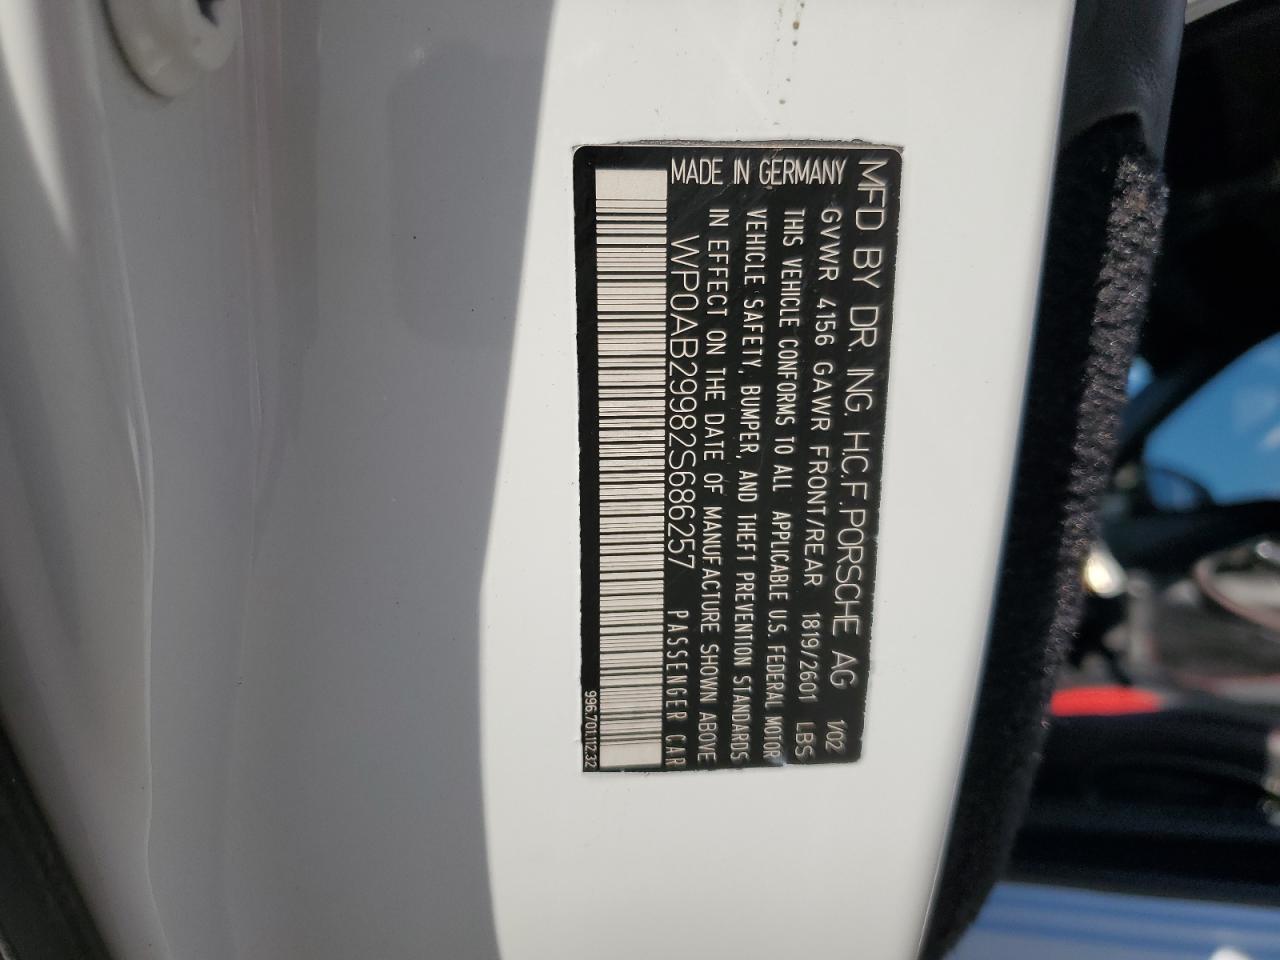 MFD BY DR. ING. HC.F.PORSCHE AG 1/02
MADE IN GERMANY
GVWR 4156 GAWR FRONT/REAR 1819/2601 LBS
THIS VEHICLE CONFORMS TO ALL APPLICABLE U.S. FEDERAL MOTOR
VEHICLE SAFETY, BUMPER, AND THEFT PREVENTION STANDARDS
IN EFFECT ON THE DATE OF MANUFACTURE SHOWN ABOVE
WP0AB29982S686257 PASSENGER CAR
996.701.112.32